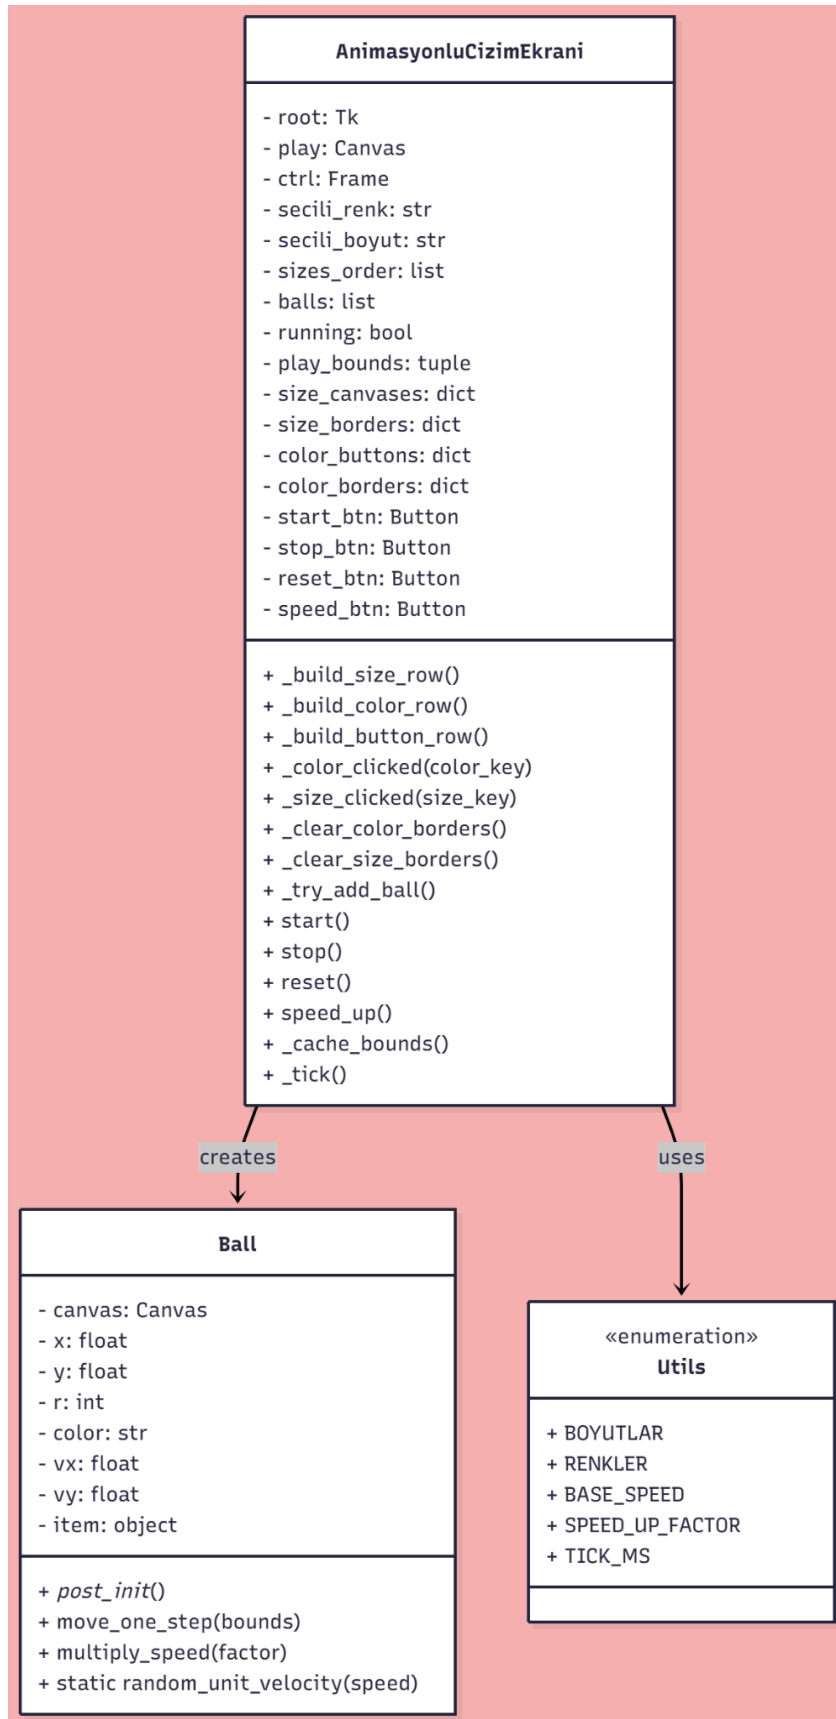 AnimasyonluCizimEkrani
- root: Tk
- play: Canvas
- ctrl: Frame
- secili_renk: str
- secili_boyut: str
- sizes_order: list
- balls: list
- running: bool
- play_bounds: tuple
- size_canvases: dict
- size_borders: dict
- color_buttons: dict
- color_borders: dict
- start_btn: Button
- stop_btn: Button
- reset_btn: Button
- speed_btn: Button
+ _build_size_row()
+ _build_color_row()
+ _build_button_row()
+ _color_clicked(color_key)
+ _size_clicked(size_key)
+ _clear_color_borders()
+ _clear_size_borders()
+ _try_add_ball()
+ start()
+ stop()
+ reset()
+ speed_up()
+ _cache_bounds()
+ _tick()
creates
uses
Ball
- canvas: Canvas
- x: float
- y: float
- r: int
- color: str
- vx: float
- vy: float
- item: object
+ post_init()
+ move_one_step(bounds)
+ multiply_speed(factor)
+ static random_unit_velocity(speed)
«enumeration»
Utils
+ BOYUTLAR
+ RENKLER
+ BASE_SPEED
+ SPEED_UP_FACTOR
+ TICK_MS